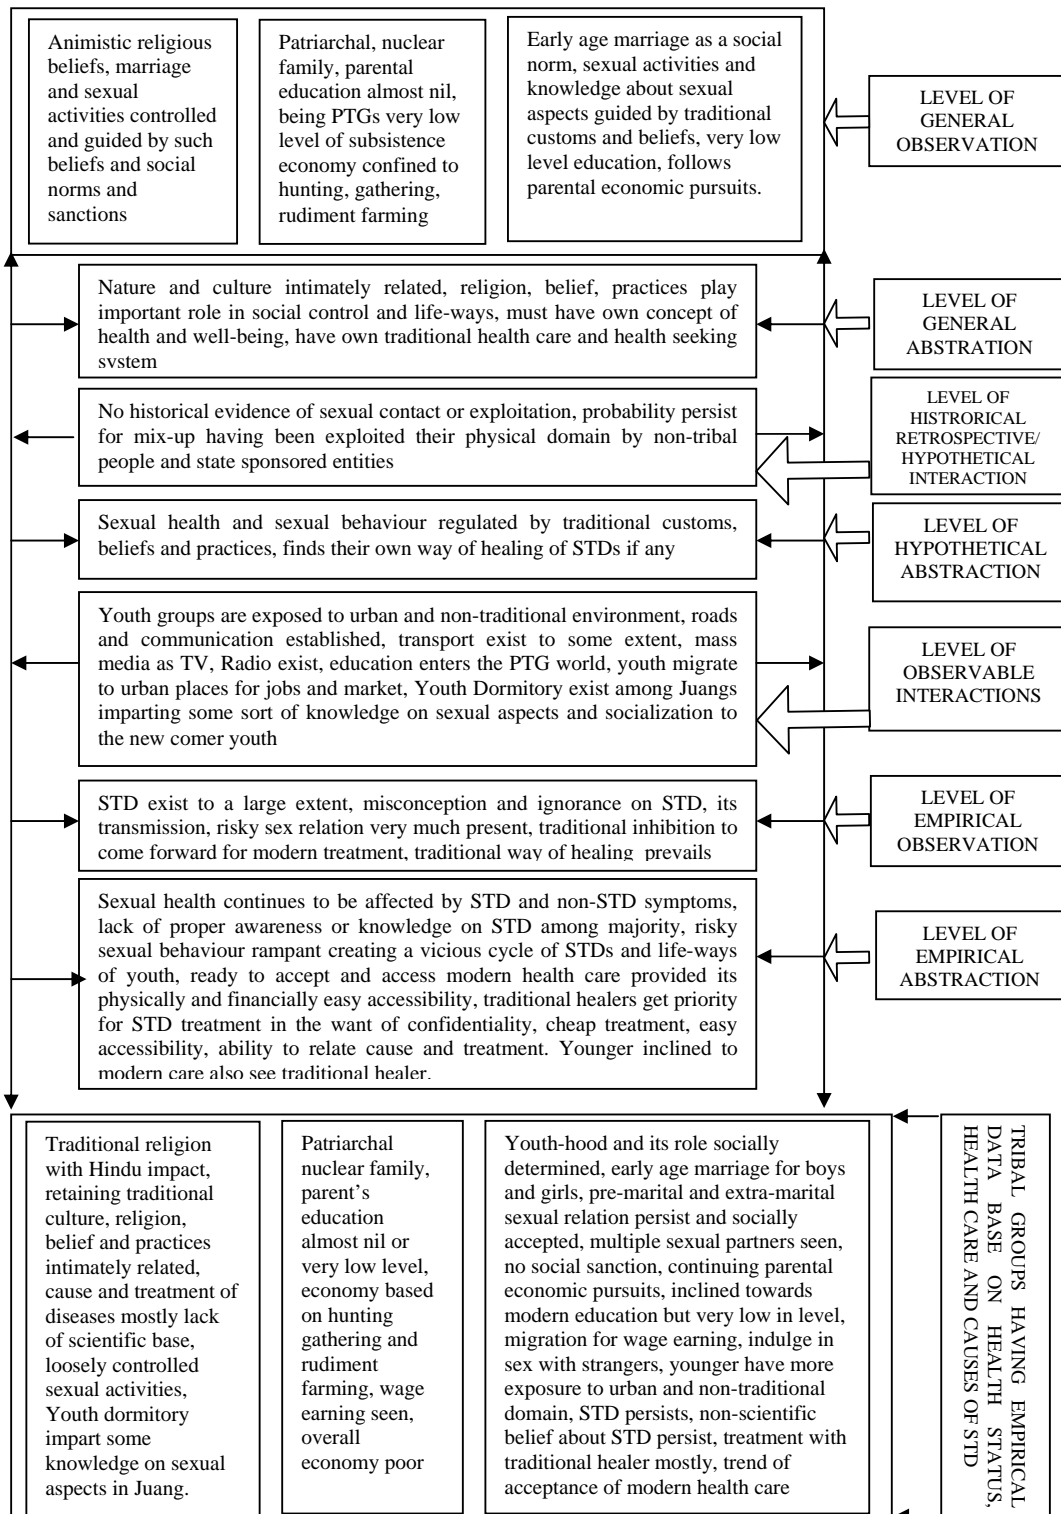 Animistic religious
beliefs, marriage
and sexual
activities controlled
and guided by such
beliefs and social
norms and
sanctions
Patriarchal, nuclear
family, parental
education almost nil,
being PTGs very low
level of subsistence
economy confined to
hunting, gathering,
rudiment farming
Early age marriage as a social
norm, sexual activities and
knowledge about sexual
aspects guided by traditional
customs and beliefs, very low
level education, follows
parental economic pursuits.
LEVEL OF
GENERAL
OBSERVATION
Nature and culture intimately related, religion, belief, practices play
important role in social control and life-ways, must have own concept of
health and well-being, have own traditional health care and health seeking
system
LEVEL OF
GENERAL
ABSTRATION
No historical evidence of sexual contact or exploitation, probability persist
for mix-up having been exploited their physical domain by non-tribal
people and state sponsored entities
LEVEL OF
HISTRORICAL
RETROSPECTIVE/
HYPOTHETICAL
INTERACTION
Sexual health and sexual behaviour regulated by traditional customs,
beliefs and practices, finds their own way of healing of STDs if any
LEVEL OF
HYPOTHETICAL
ABSTRACTION
Youth groups are exposed to urban and non-traditional environment, roads
and communication established, transport exist to some extent, mass
media as TV, Radio exist, education enters the PTG world, youth migrate
to urban places for jobs and market, Youth Dormitory exist among Juangs
imparting some sort of knowledge on sexual aspects and socialization to
the new comer youth
LEVEL OF
OBSERVABLE
INTERACTIONS
STD exist to a large extent, misconception and ignorance on STD, its
transmission, risky sex relation very much present, traditional inhibition to
come forward for modern treatment, traditional way of healing prevails
LEVEL OF
EMPIRICAL
OBSERVATION
Sexual health continues to be affected by STD and non-STD symptoms,
lack of proper awareness or knowledge on STD among majority, risky
sexual behaviour rampant creating a vicious cycle of STDs and life-ways
of youth, ready to accept and access modern health care provided its
physically and financially easy accessibility, traditional healers get priority
for STD treatment in the want of confidentiality, cheap treatment, easy
accessibility, ability to relate cause and treatment. Younger inclined to
modern care also see traditional healer.
LEVEL OF
EMPIRICAL
ABSTRACTION
Traditional religion
with Hindu impact,
retaining traditional
culture, religion,
belief and practices
intimately related,
cause and treatment of
diseases mostly lack
of scientific base,
loosely controlled
sexual activities,
Youth dormitory
impart some
knowledge on sexual
aspects in Juang.
Patriarchal
nuclear family,
parent's
education
almost nil or
very low level,
economy based
on hunting
gathering and
rudiment
farming, wage
earning seen,
overall
economy poor
Youth-hood and its role socially
determined, early age marriage for boys
and girls, pre-marital and extra-marital
sexual relation persist and socially
accepted, multiple sexual partners seen,
no social sanction, continuing parental
economic pursuits, inclined towards
modern education but very low in level,
migration for wage earning, indulge in
sex with strangers, younger have more
exposure to urban and non-traditional
domain, STD persists, non-scientific
belief about STD persist, treatment with
traditional healer mostly, trend of
acceptance of modern health care
TRIBAL GROUPS HAVING EMPIRICAL
DATA BASE ON HEALTH STATUS,
HEALTH CARE AND CAUSES OF STD